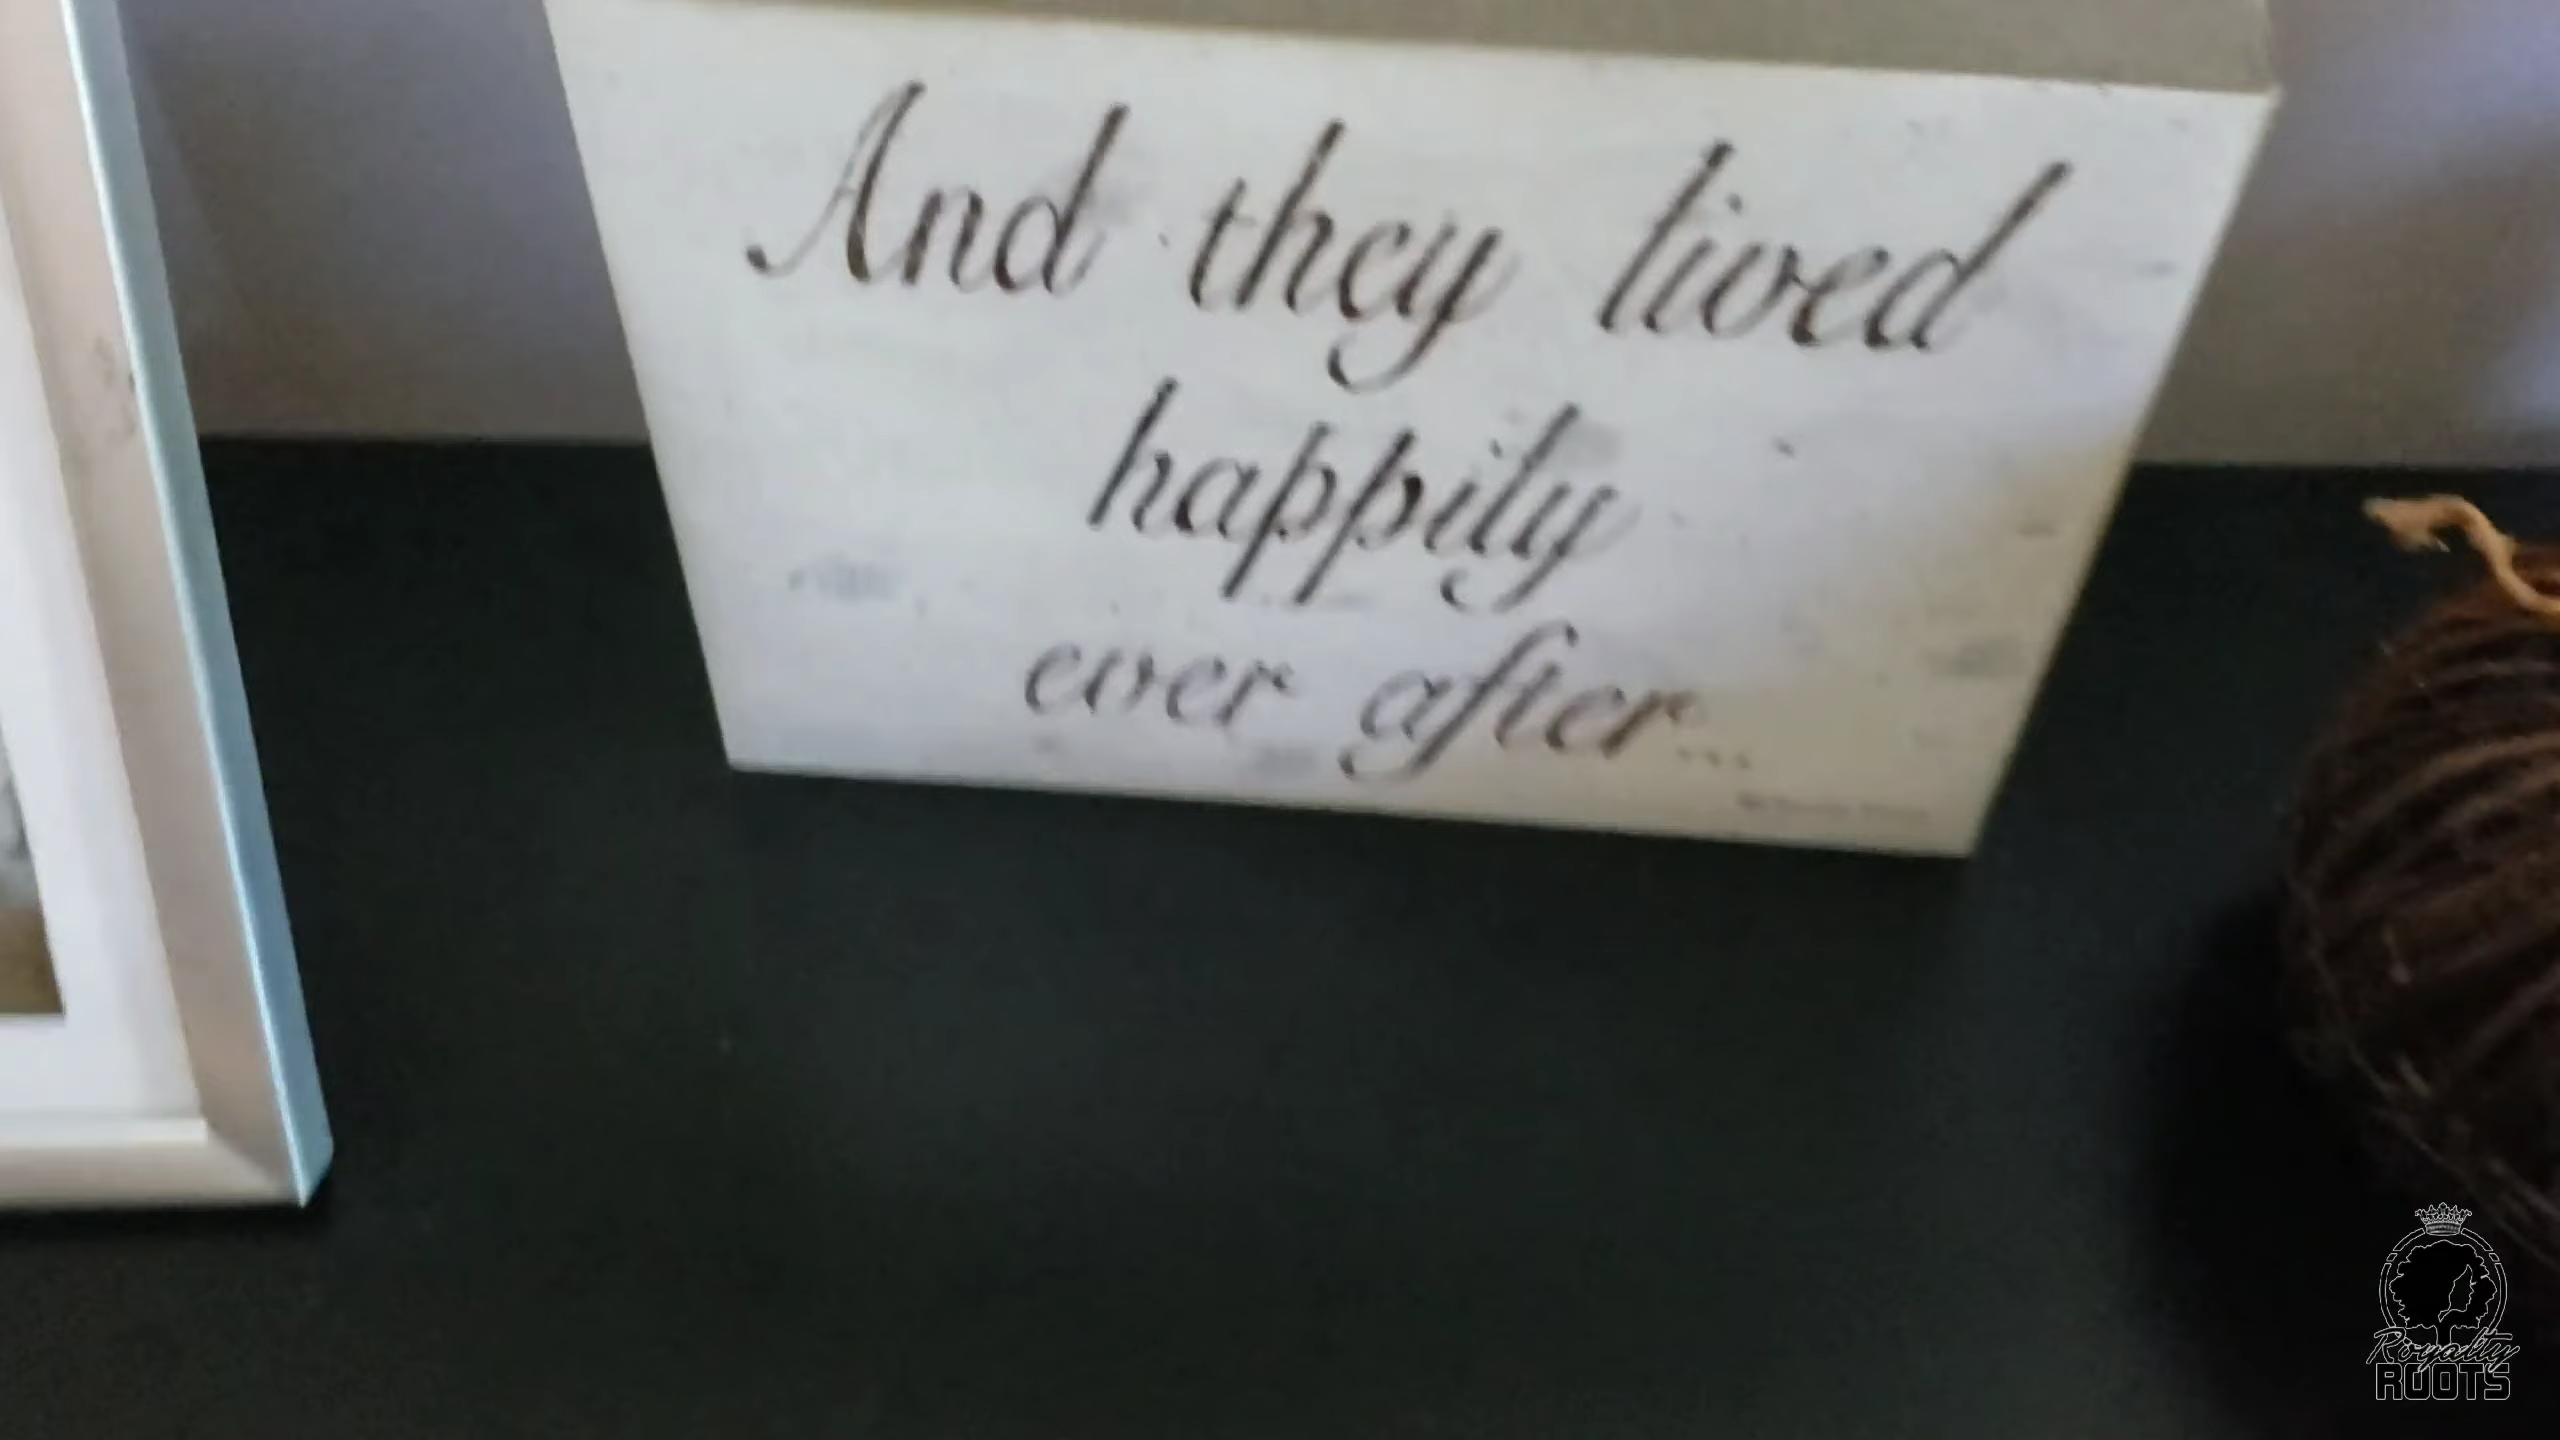 And they lived
happily
ever after...
Royalty
ROOTS